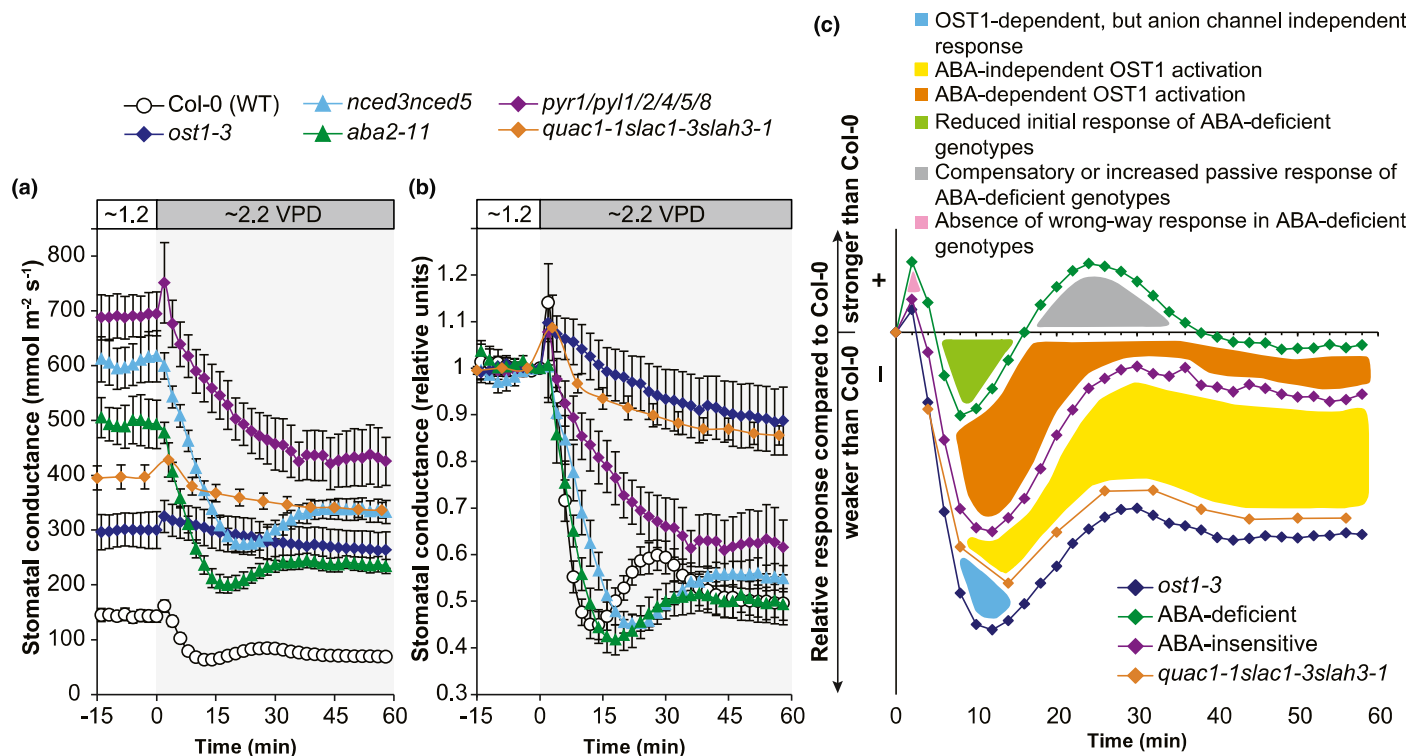 Col-0 (WT)
nced3nced5
pyr1/pyl1/2/4/5/8
ost1-3
aba2-11
quac1-1slac1-3slah3-1
(a)
~1.2
~2.2 VPD
Stomatal conductance (mmol m⁻² s⁻¹)
800
700
600
500
400
300
200
100
0
-15
0
15
30
45
60
Time (min)
(b)
~1.2
~2.2 VPD
Stomatal conductance (relative units)
1.2
1.1
1
0.9
0.8
0.7
0.6
0.5
0.4
0.3
-15
0
15
30
45
60
Time (min)
(c)
OST1-dependent, but anion channel independent
response
ABA-independent OST1 activation
ABA-dependent OST1 activation
Reduced initial response of ABA-deficient
genotypes
Compensatory or increased passive response of
ABA-deficient genotypes
Absence of wrong-way response in ABA-deficient
genotypes
Relative response compared to Col-0
weaker than Col-0
stronger than Col-0
+
−
ost1-3
ABA-deficient
ABA-insensitive
quac1-1slac1-3slah3-1
0
10
20
30
40
50
60
Time (min)